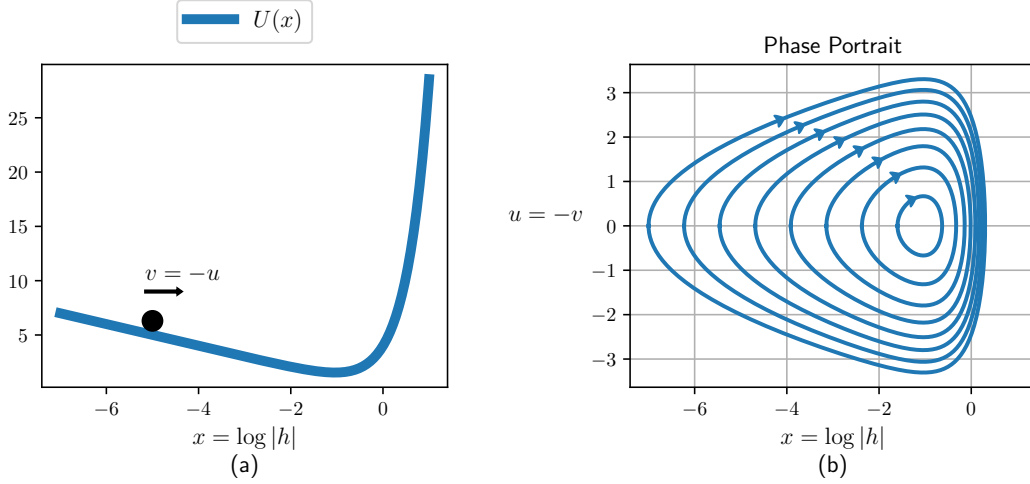 U(x)
25
20
15
10
5
v = −u
−6
−4
−2
0
x = log |h|
(a)
Phase Portrait
3
2
1
0
−1
−2
−3
u = −v
−6
−4
−2
0
x = log |h|
(b)